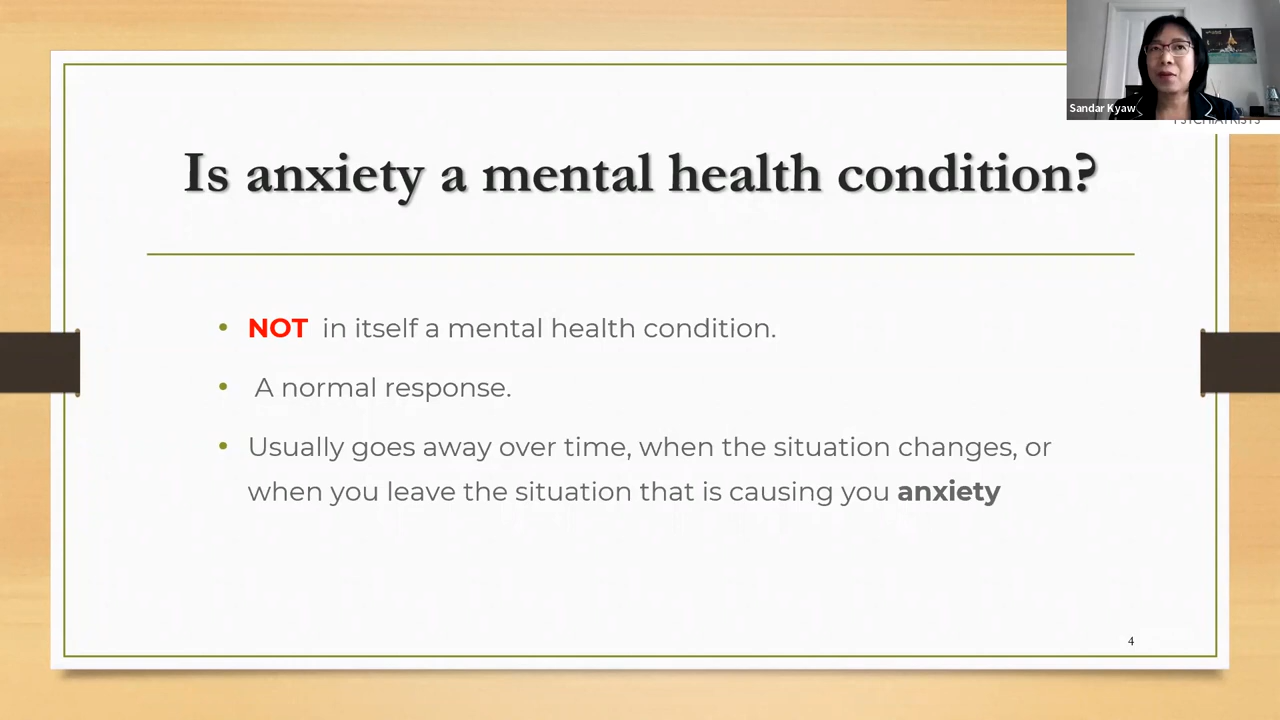 Sandar Kyaw
PSYCHIATRISTS
Is anxiety a mental health condition?
• NOT in itself a mental health condition.
• A normal response.
• Usually goes away over time, when the situation changes, or
when you leave the situation that is causing you anxiety
4